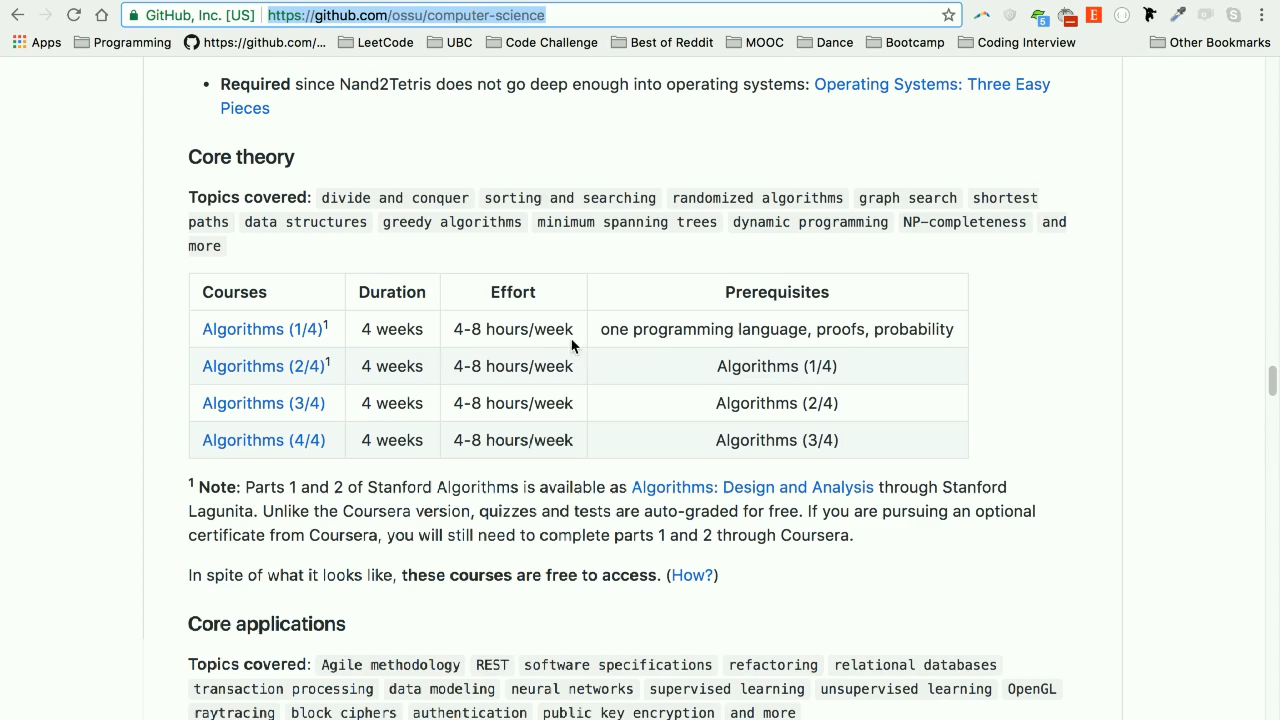 GitHub, Inc. [US] https://github.com/ossu/computer-science
5
Apps Programming https://github.com/... LeetCode UBC Code Challenge Best of Reddit MOOC Dance Bootcamp Coding Interview Other Bookmarks
• Required since Nand2Tetris does not go deep enough into operating systems: Operating Systems: Three Easy
Pieces
Core theory
Topics covered: divide and conquer sorting and searching randomized algorithms graph search shortest
paths data structures greedy algorithms minimum spanning trees dynamic programming NP-completeness and
more
Courses Duration Effort Prerequisites
Algorithms (1/4)¹ 4 weeks 4-8 hours/week one programming language, proofs, probability
Algorithms (2/4)¹ 4 weeks 4-8 hours/week Algorithms (1/4)
Algorithms (3/4) 4 weeks 4-8 hours/week Algorithms (2/4)
Algorithms (4/4) 4 weeks 4-8 hours/week Algorithms (3/4)
¹ Note: Parts 1 and 2 of Stanford Algorithms is available as Algorithms: Design and Analysis through Stanford
Lagunita. Unlike the Coursera version, quizzes and tests are auto-graded for free. If you are pursuing an optional
certificate from Coursera, you will still need to complete parts 1 and 2 through Coursera.
In spite of what it looks like, these courses are free to access. (How?)
Core applications
Topics covered: Agile methodology REST software specifications refactoring relational databases
transaction processing data modeling neural networks supervised learning unsupervised learning OpenGL
raytracing block ciphers authentication public key encryption and more